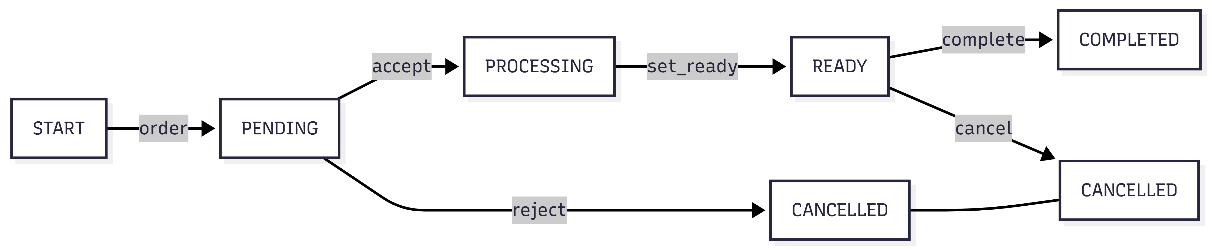 START
order
PENDING
accept
PROCESSING
set_ready
READY
complete
COMPLETED
cancel
CANCELLED
reject
CANCELLED